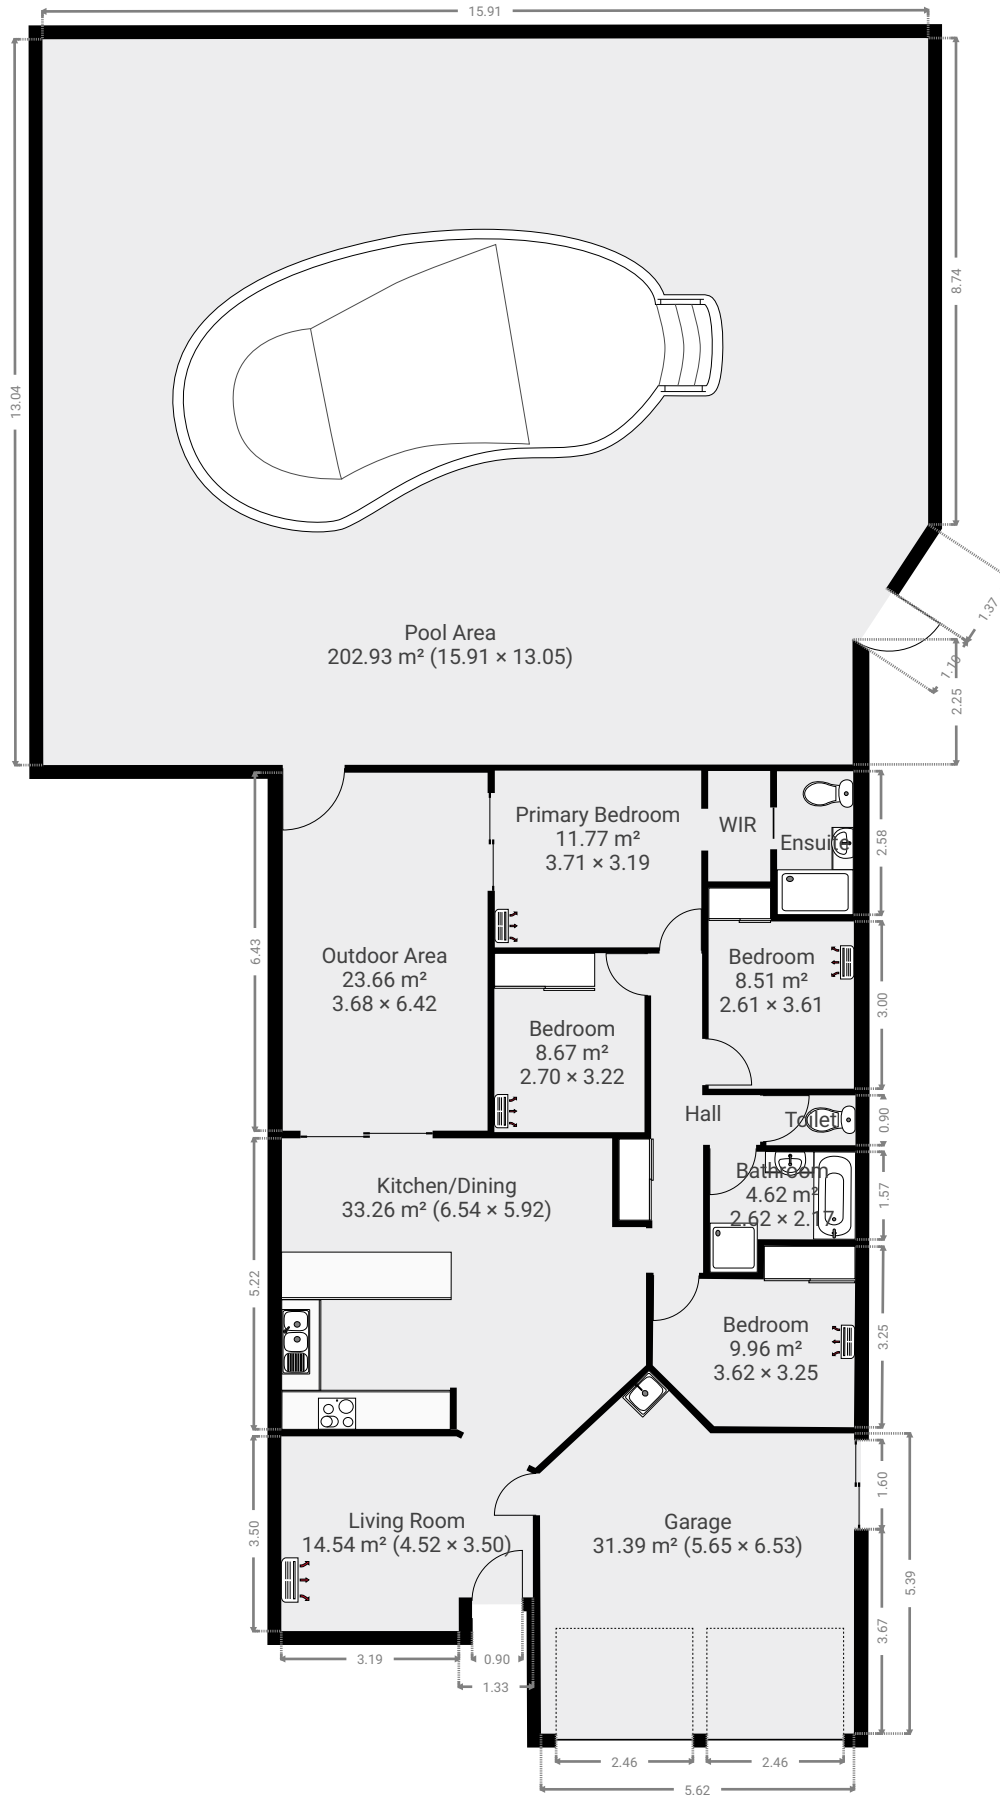 15.91
13.04
8.74
1.37
1.10
2.25
Pool Area
202.93 m² (15.91 × 13.05)
Primary Bedroom
11.77 m²
3.71 × 3.19
WIR
Ensuite
2.58
6.43
Outdoor Area
23.66 m²
3.68 × 6.42
Bedroom
8.51 m²
2.61 × 3.61
3.00
Bedroom
8.67 m²
2.70 × 3.22
Hall
Toilet
0.90
Kitchen/Dining
33.26 m² (6.54 × 5.92)
Bathroom
4.62 m²
2.62 × 2.17
1.57
5.22
Bedroom
9.96 m²
3.62 × 3.25
3.25
Living Room
14.54 m² (4.52 × 3.50)
3.50
Garage
31.39 m² (5.65 × 6.53)
1.60
5.39
3.67
3.19
0.90
1.33
2.46
2.46
5.62